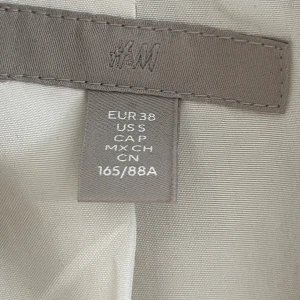 H&M
EUR 38
US S
CA P
MX CH
CN
165/88A